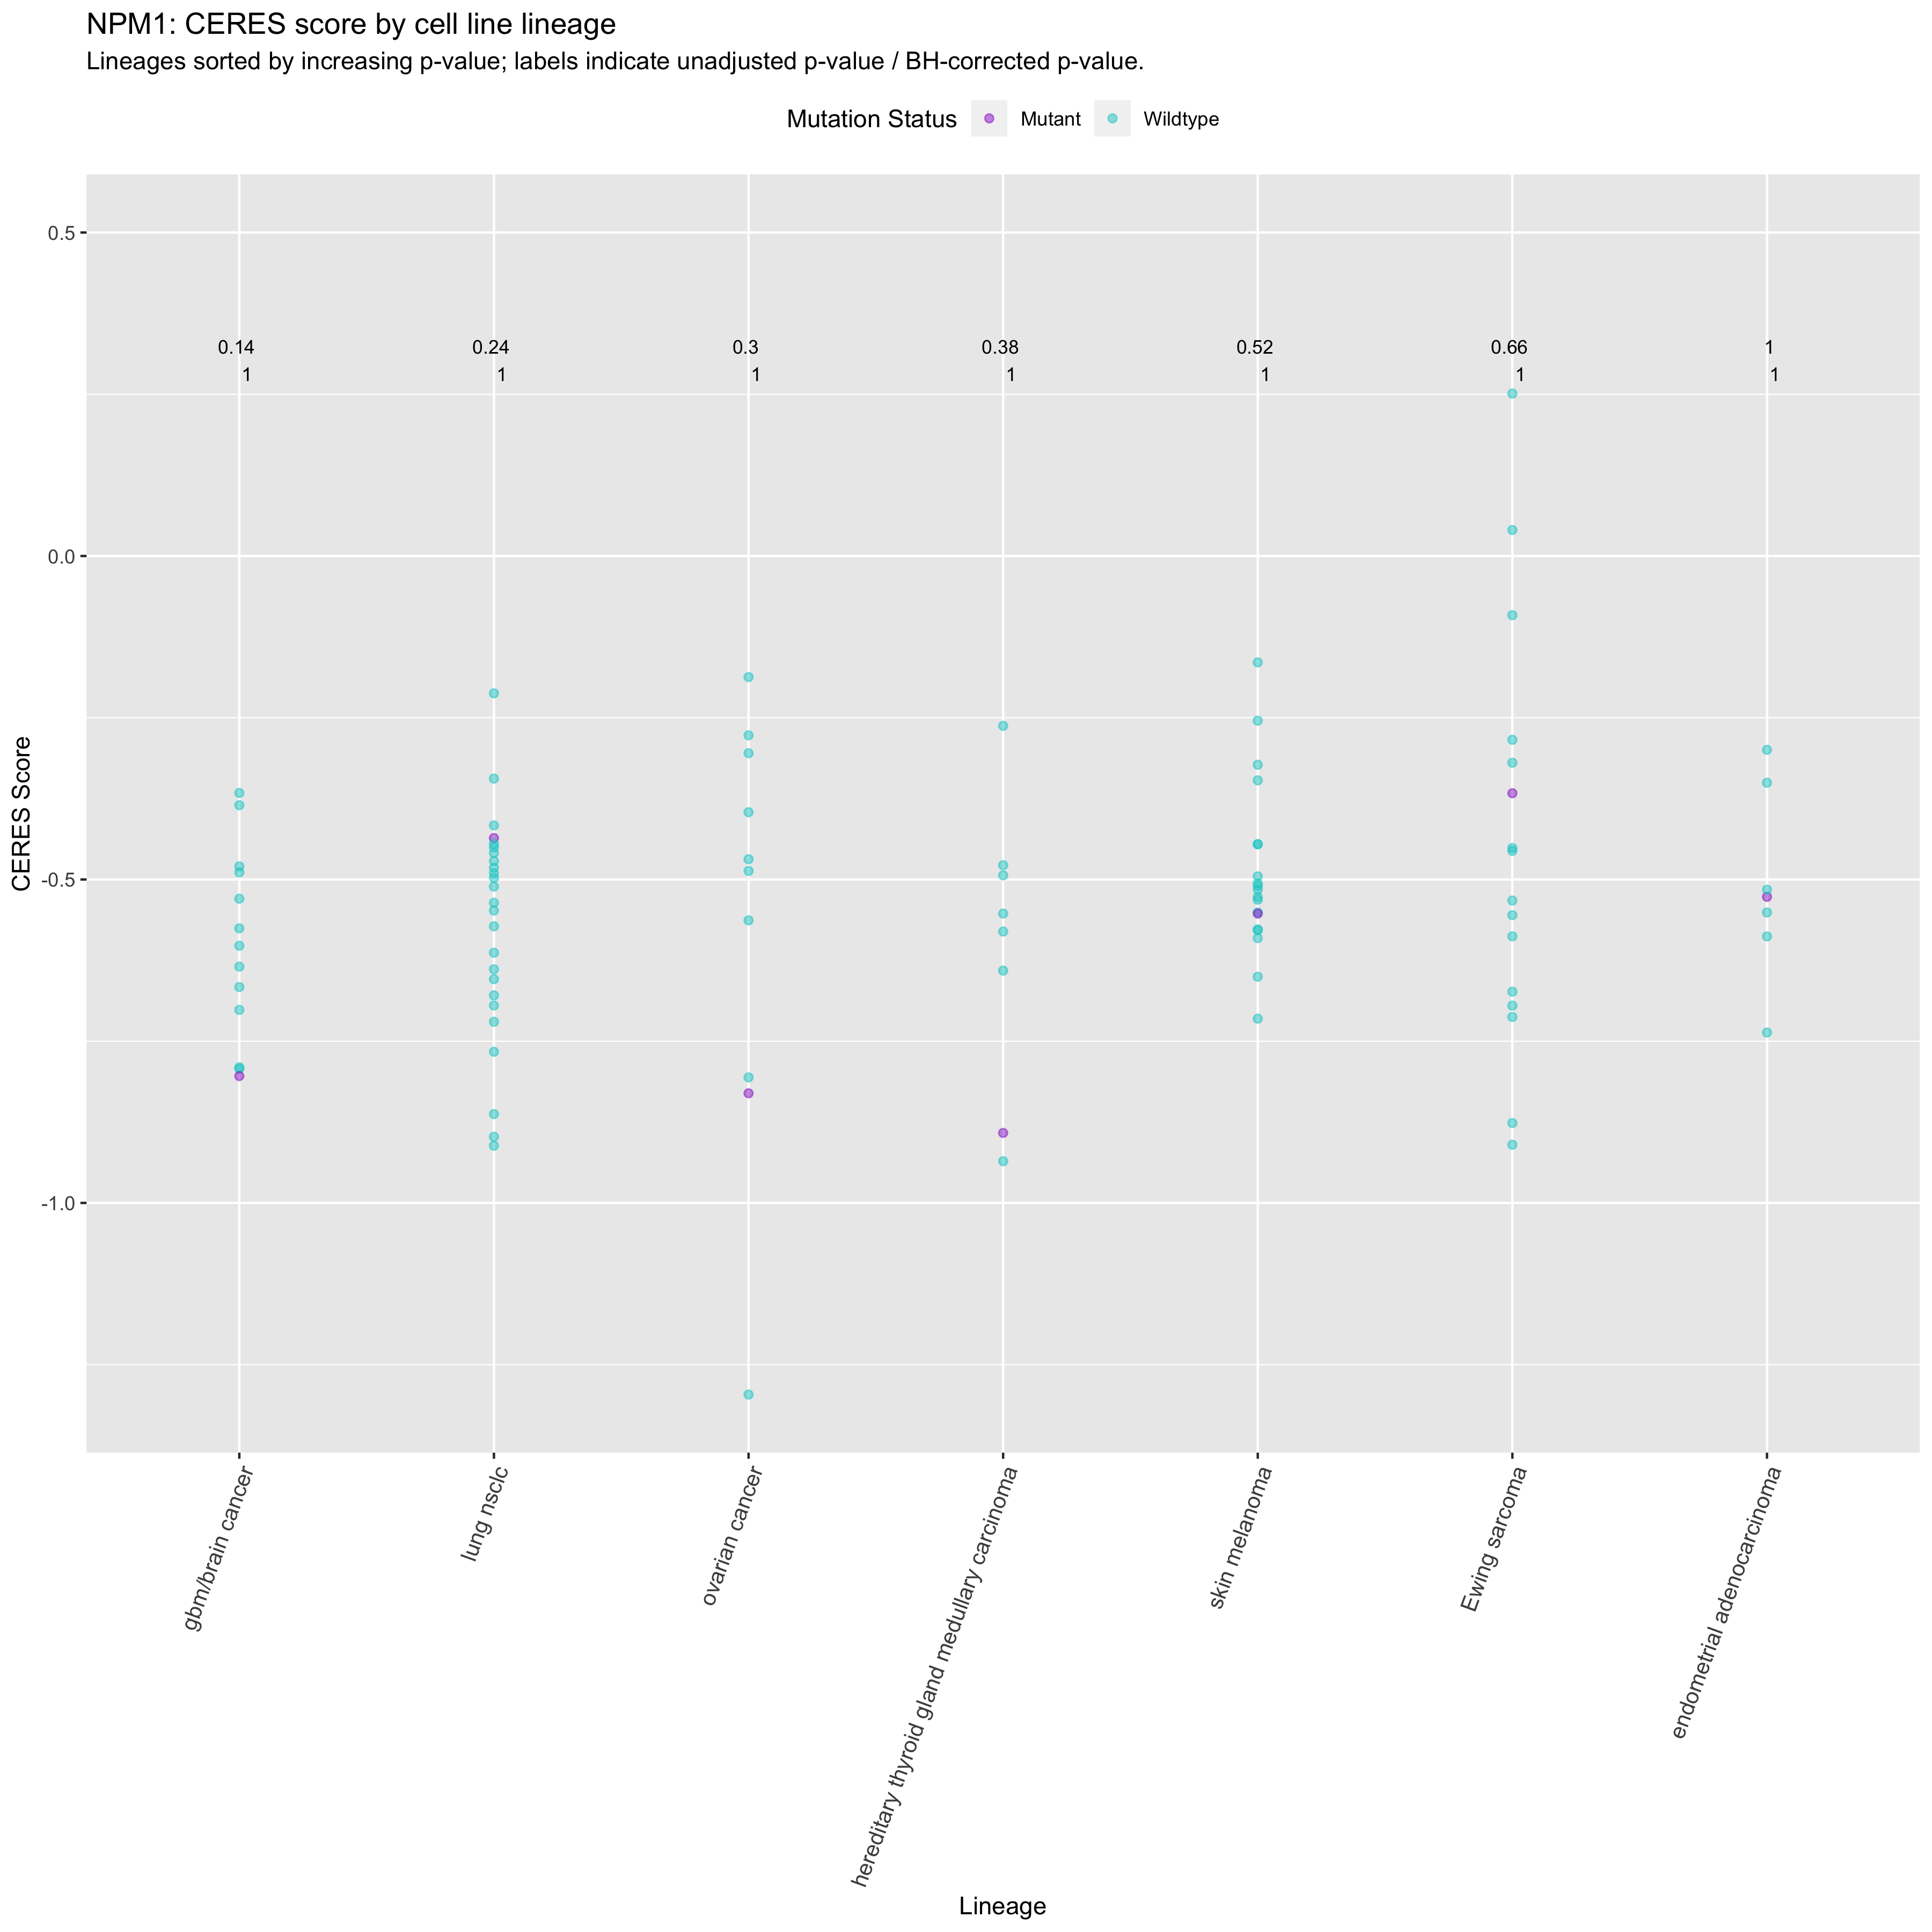 NPM1: CERES score by cell line lineage
Lineages sorted by increasing p-value; labels indicate unadjusted p-value / BH-corrected p-value.
Mutation Status Mutant Wildtype
0.5
0.14 0.24 0.3 0.38 0.52 0.66 1
1 1 1 1 1 1 1
0.0
CERES Score
-0.5
-1.0
gbm/brain cancer
lung nsclc
ovarian cancer
hereditary thyroid gland medullary carcinoma
skin melanoma
Ewing sarcoma
endometrial adenocarcinoma
Lineage